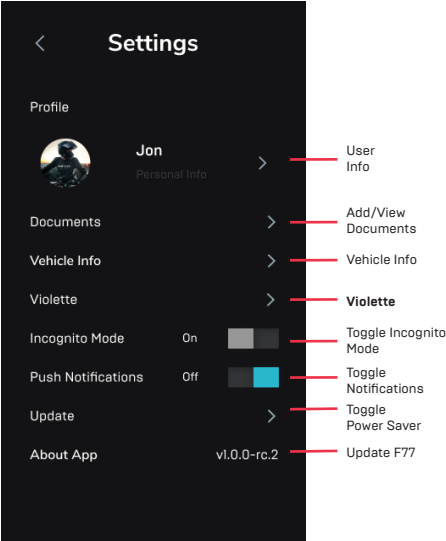 Settings
Profile
Jon
Personal Info
User
Info
Documents
Add/View
Documents
Vehicle Info
Vehicle Info
Violette
Violette
Incognito Mode On
Toggle Incognito
Mode
Push Notifications Off
Toggle
Notifications
Update
Toggle
Power Saver
About App v1.0.0-rc.2
Update F77